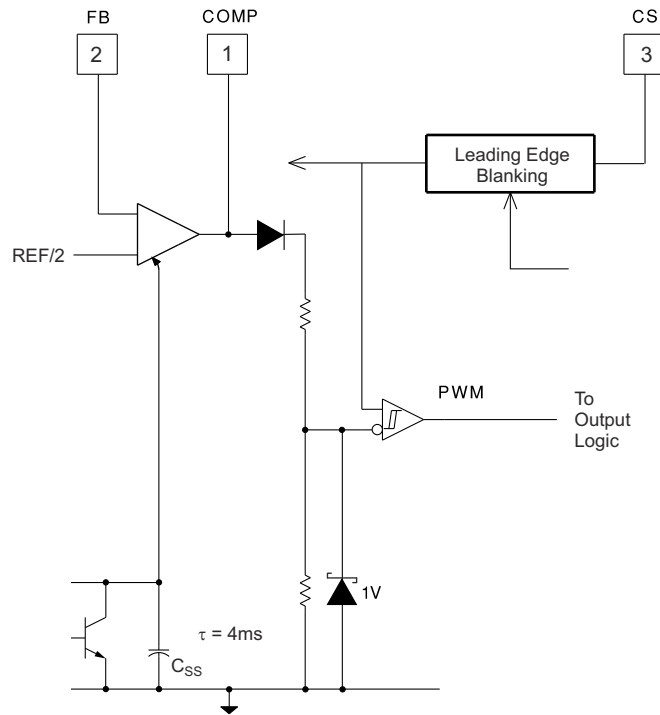 FB
COMP
CS
2
1
3
Leading Edge
Blanking
REF/2
PWM
To
Output
Logic
1V
τ = 4ms
CSS